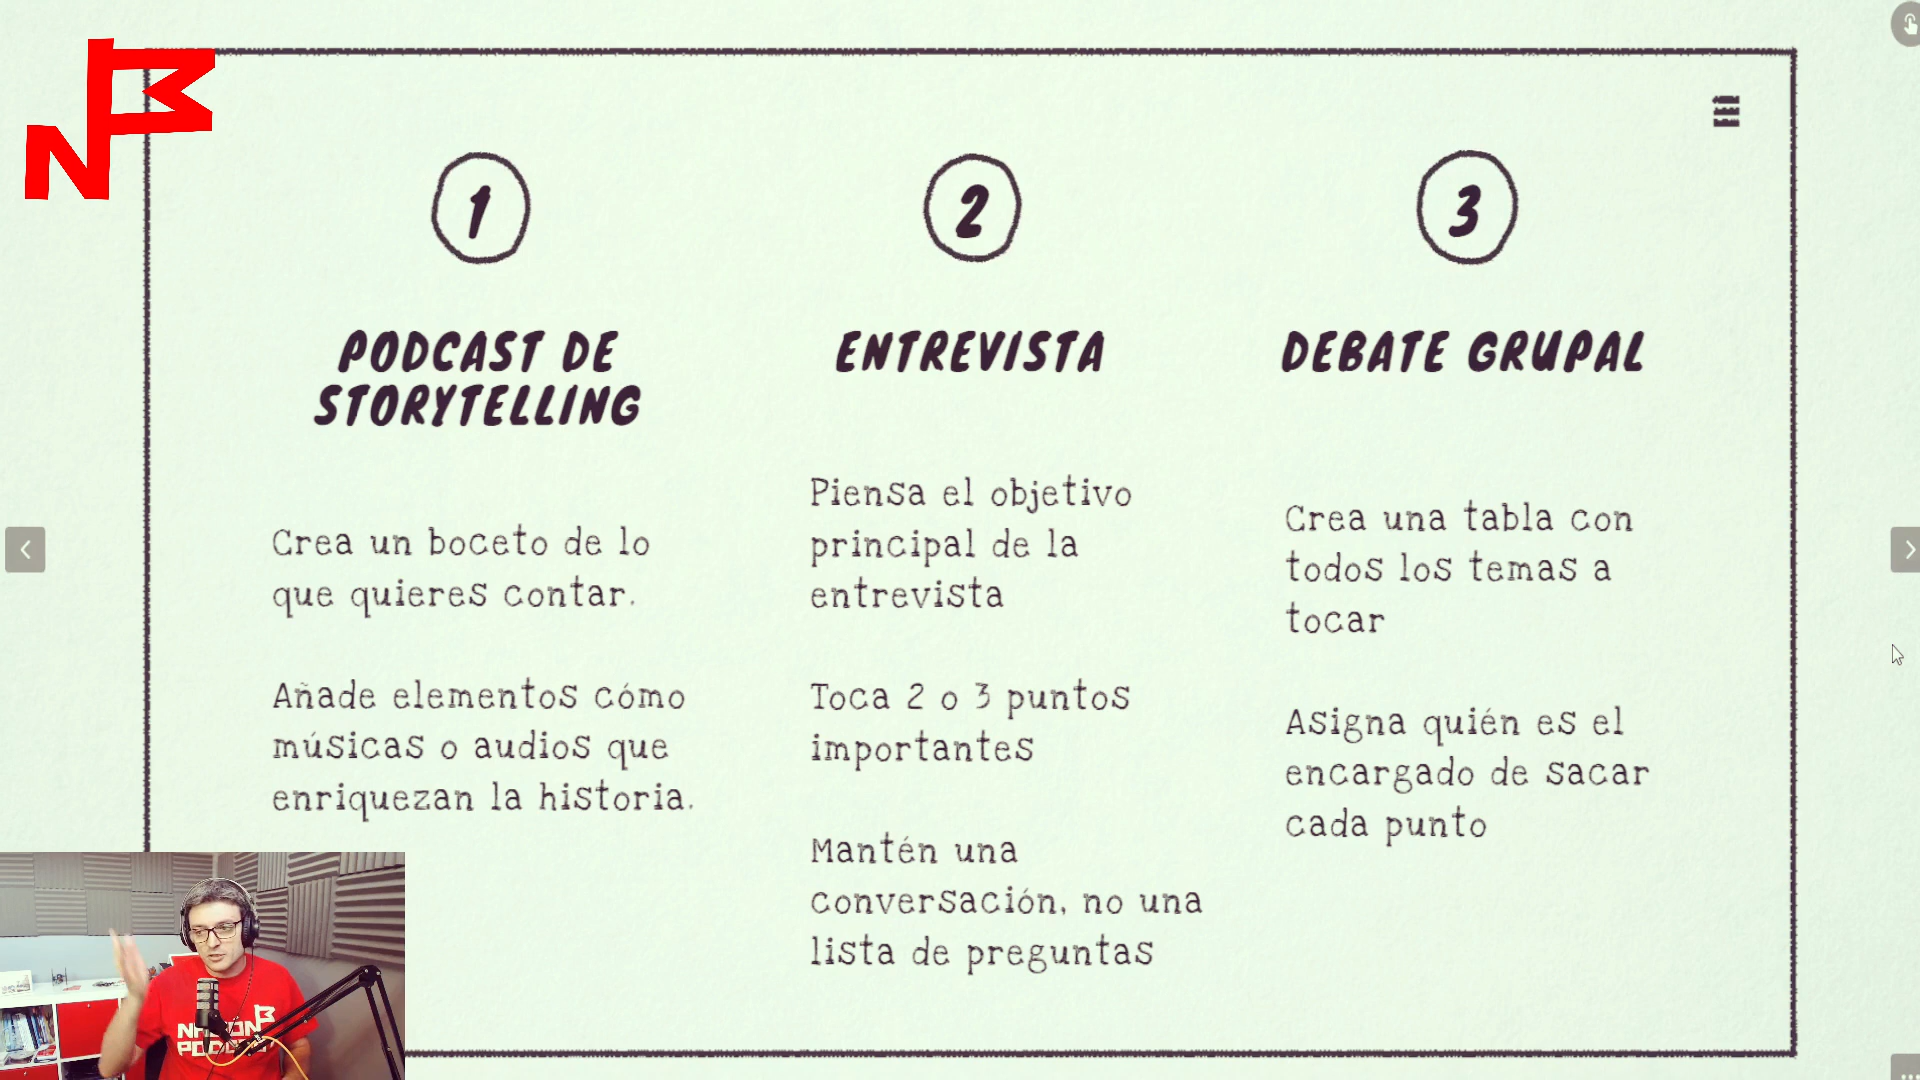 1
PODCAST DE
STORYTELLING
Crea un boceto de lo
que quieres contar.
Añade elementos cómo
músicas o audios que
enriquezan la historia.
2
ENTREVISTA
Piensa el objetivo
principal de la
entrevista
Toca 2 o 3 puntos
importantes
Mantén una
conversación, no una
lista de preguntas
3
DEBATE GRUPAL
Crea una tabla con
todos los temas a
tocar
Asigna quién es el
encargado de sacar
cada punto